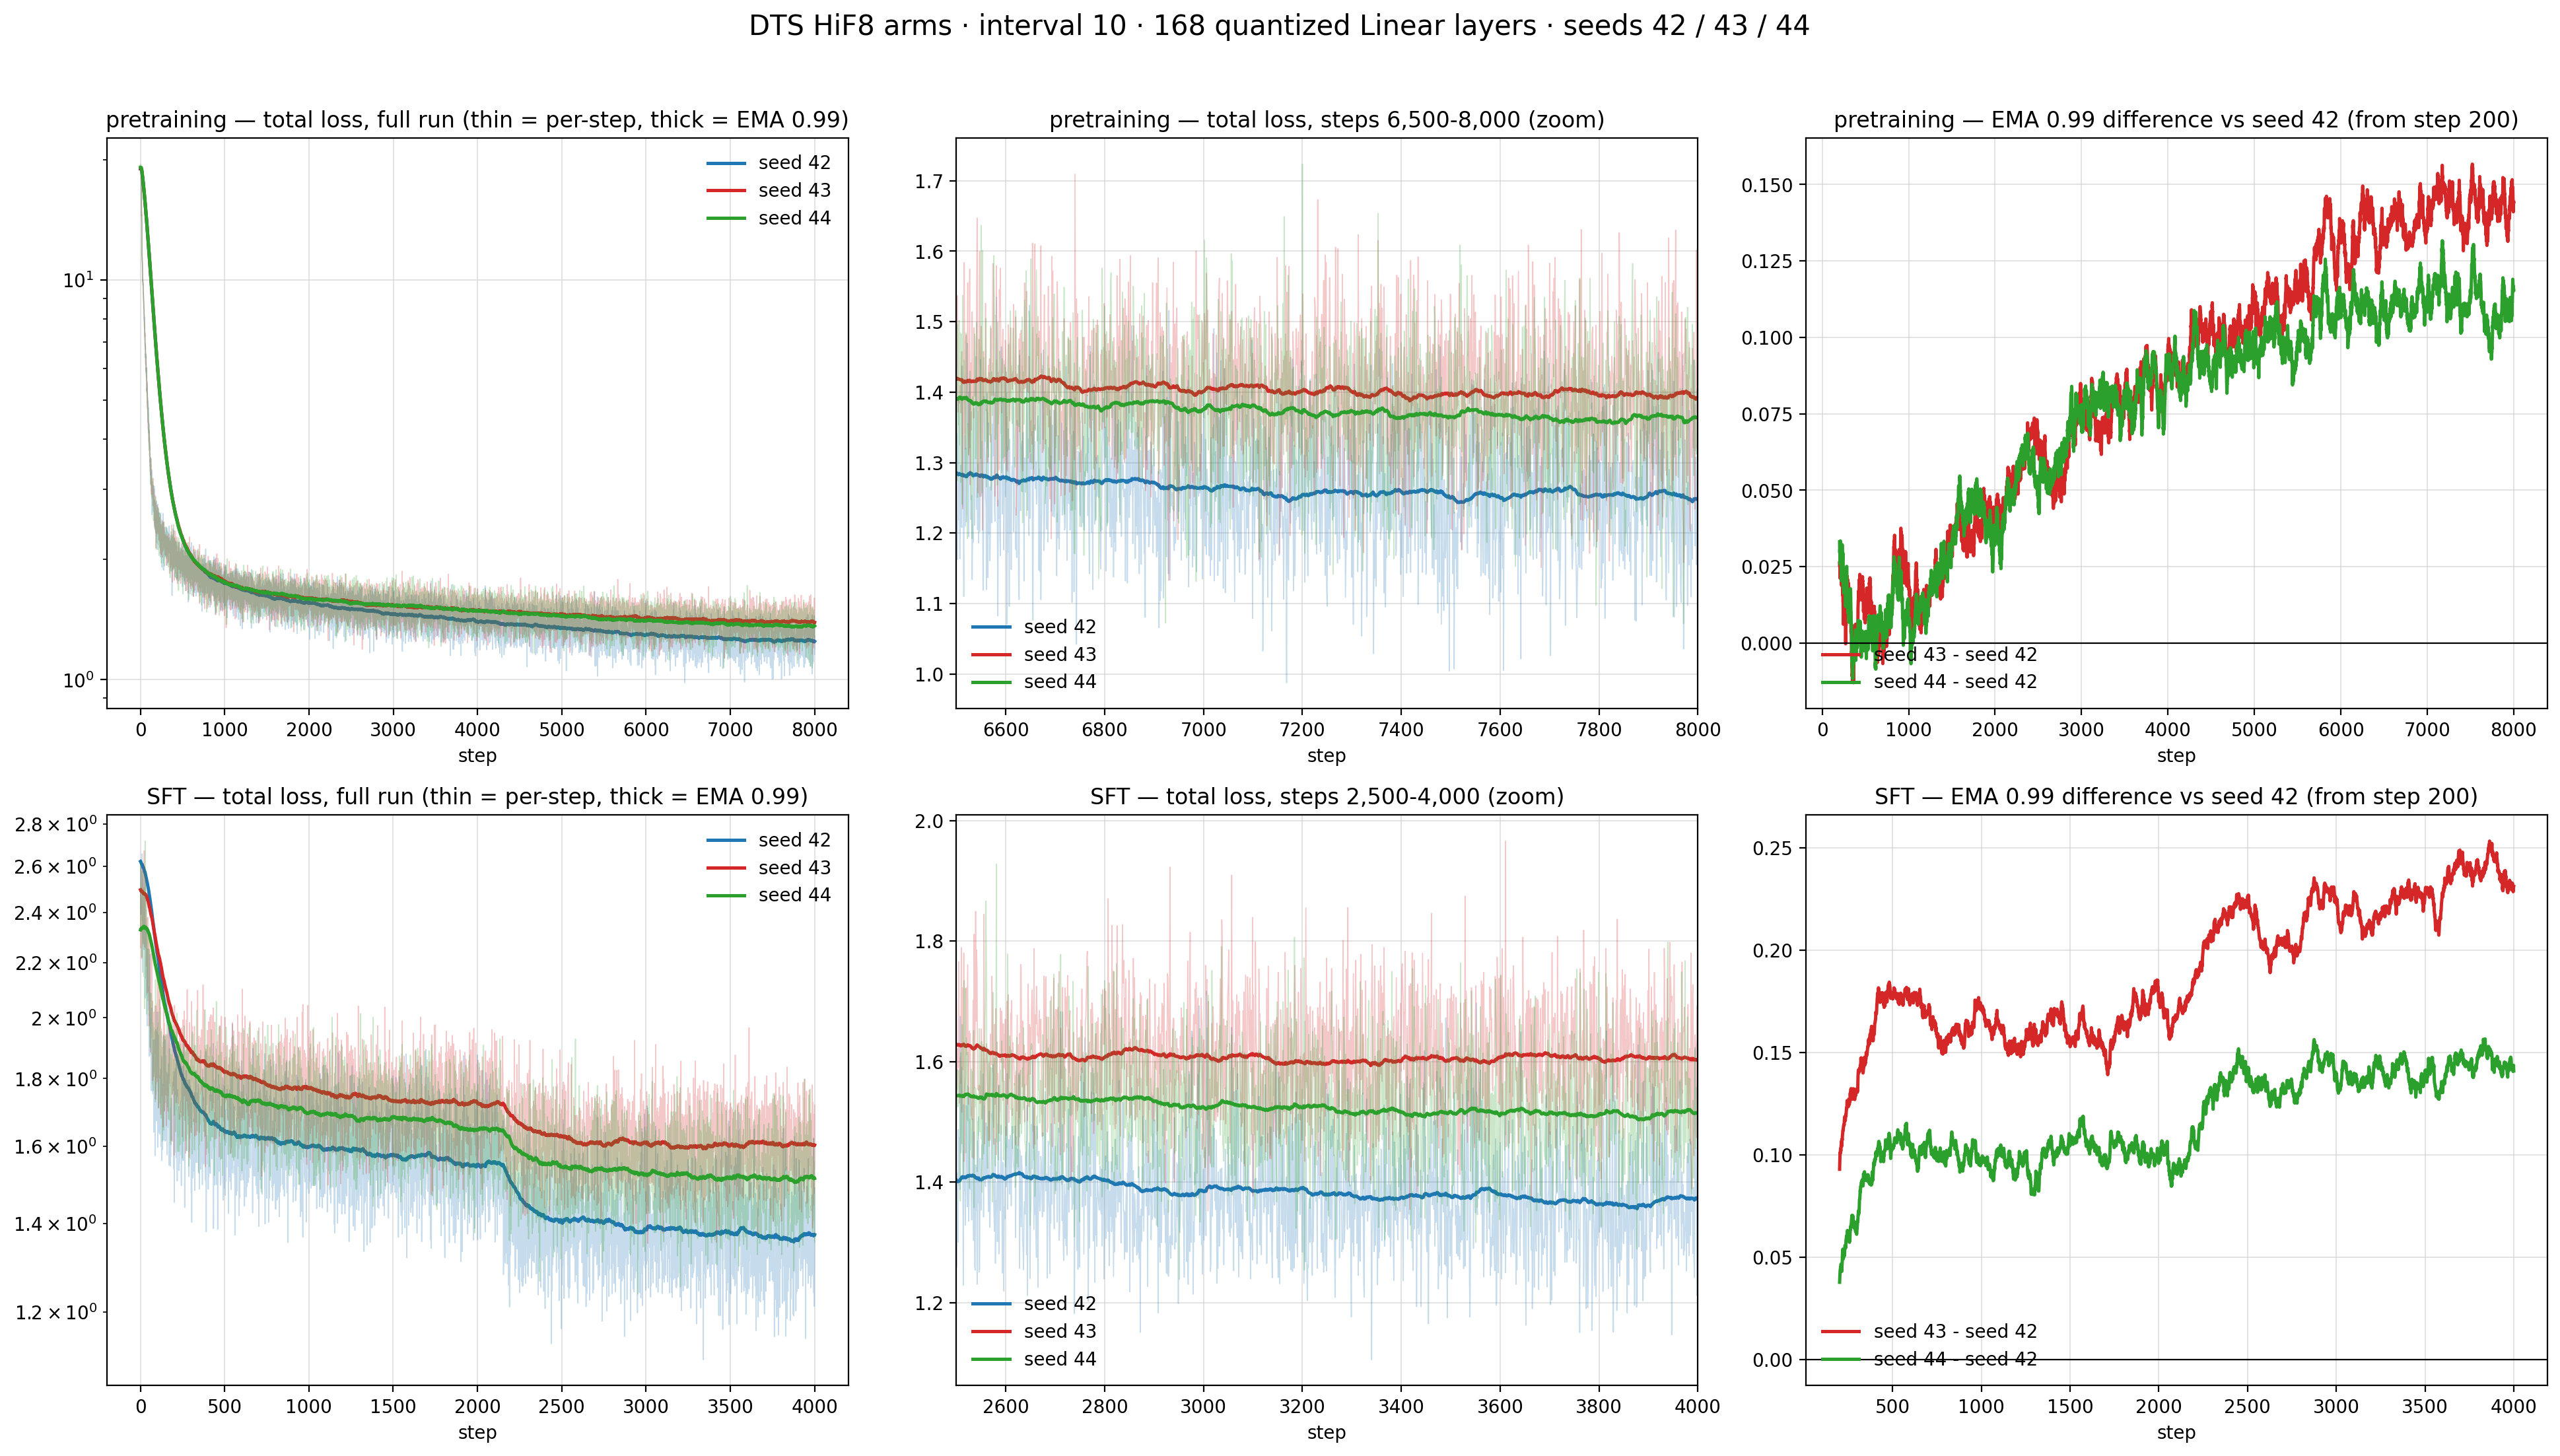 DTS HiF8 arms · interval 10 · 168 quantized Linear layers · seeds 42 / 43 / 44
pretraining — total loss, full run (thin = per-step, thick = EMA 0.99)
seed 42
seed 43
seed 44
10¹
10⁰
0 1000 2000 3000 4000 5000 6000 7000 8000
step
pretraining — total loss, steps 6,500-8,000 (zoom)
1.7
1.6
1.5
1.4
1.3
1.2
1.1
1.0
seed 42
seed 43
seed 44
6600 6800 7000 7200 7400 7600 7800 8000
step
pretraining — EMA 0.99 difference vs seed 42 (from step 200)
0.150
0.125
0.100
0.075
0.050
0.025
0.000
seed 43 - seed 42
seed 44 - seed 42
0 1000 2000 3000 4000 5000 6000 7000 8000
step
SFT — total loss, full run (thin = per-step, thick = EMA 0.99)
2.8 × 10⁰
2.6 × 10⁰
2.4 × 10⁰
2.2 × 10⁰
2 × 10⁰
1.8 × 10⁰
1.6 × 10⁰
1.4 × 10⁰
1.2 × 10⁰
seed 42
seed 43
seed 44
0 500 1000 1500 2000 2500 3000 3500 4000
step
SFT — total loss, steps 2,500-4,000 (zoom)
2.0
1.8
1.6
1.4
1.2
seed 42
seed 43
seed 44
2600 2800 3000 3200 3400 3600 3800 4000
step
SFT — EMA 0.99 difference vs seed 42 (from step 200)
0.25
0.20
0.15
0.10
0.05
0.00
seed 43 - seed 42
seed 44 - seed 42
500 1000 1500 2000 2500 3000 3500 4000
step